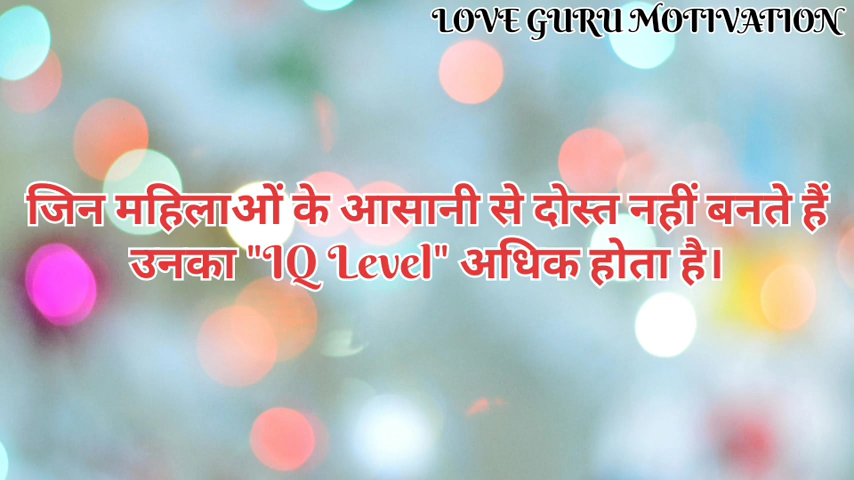 LOVE GURU MOTIVATION
जिन महिलाओं के आसानी से दोस्त नहीं बनते हैं
उनका "IQ Level" अधिक होता है।